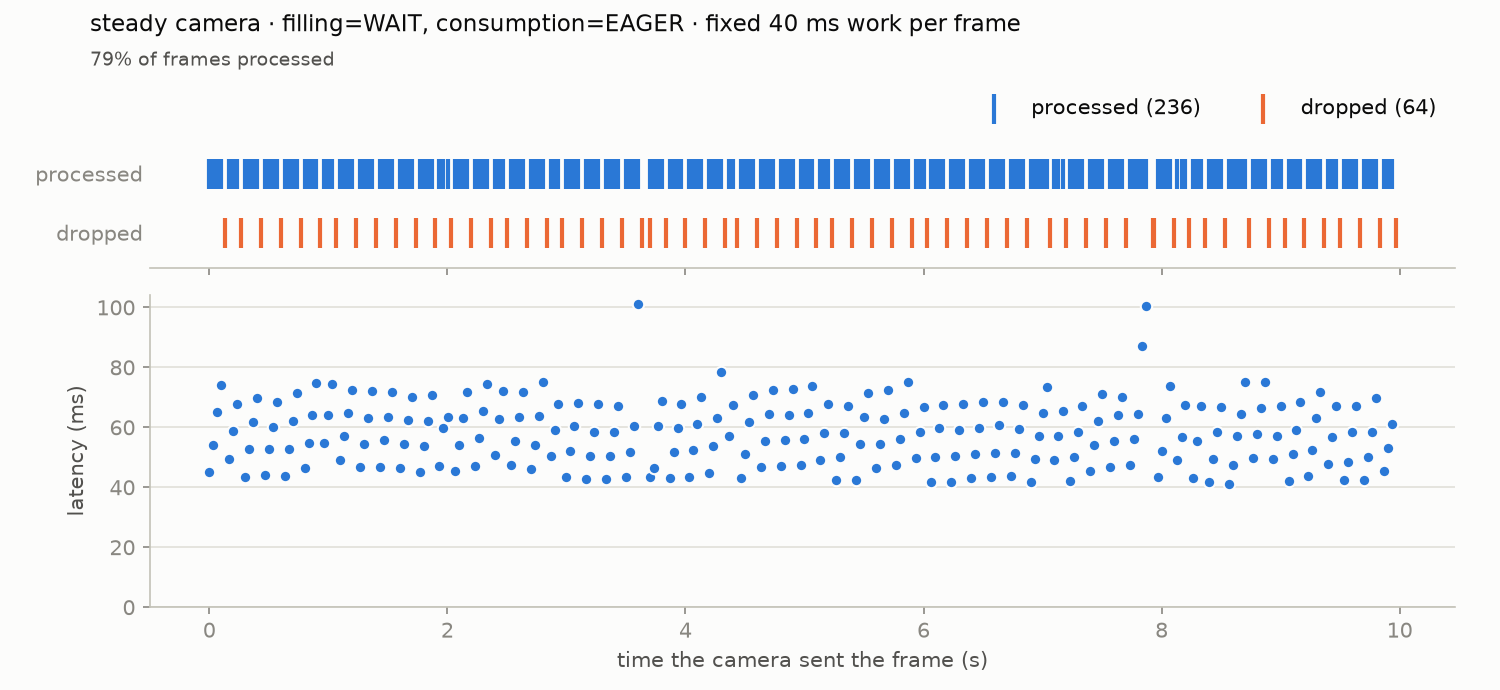 steady camera · filling=WAIT, consumption=EAGER · fixed 40 ms work per frame
79% of frames processed
processed (236) dropped (64)
processed
dropped
latency (ms)
100
80
60
40
20
0
0 2 4 6 8 10
time the camera sent the frame (s)